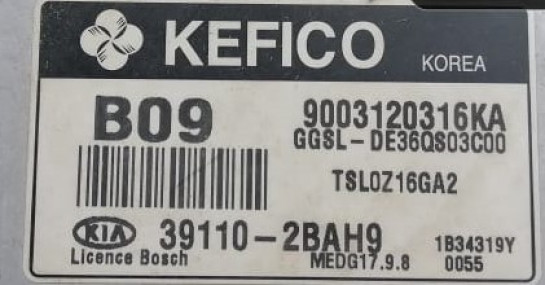 KEFICO KOREA
B09 9003120316KA
GGSL-DE36QS03C00
TSL0Z16GA2
KIA 39110-2BAH9 1B34319Y
Licence Bosch MEDG17.9.8 0055